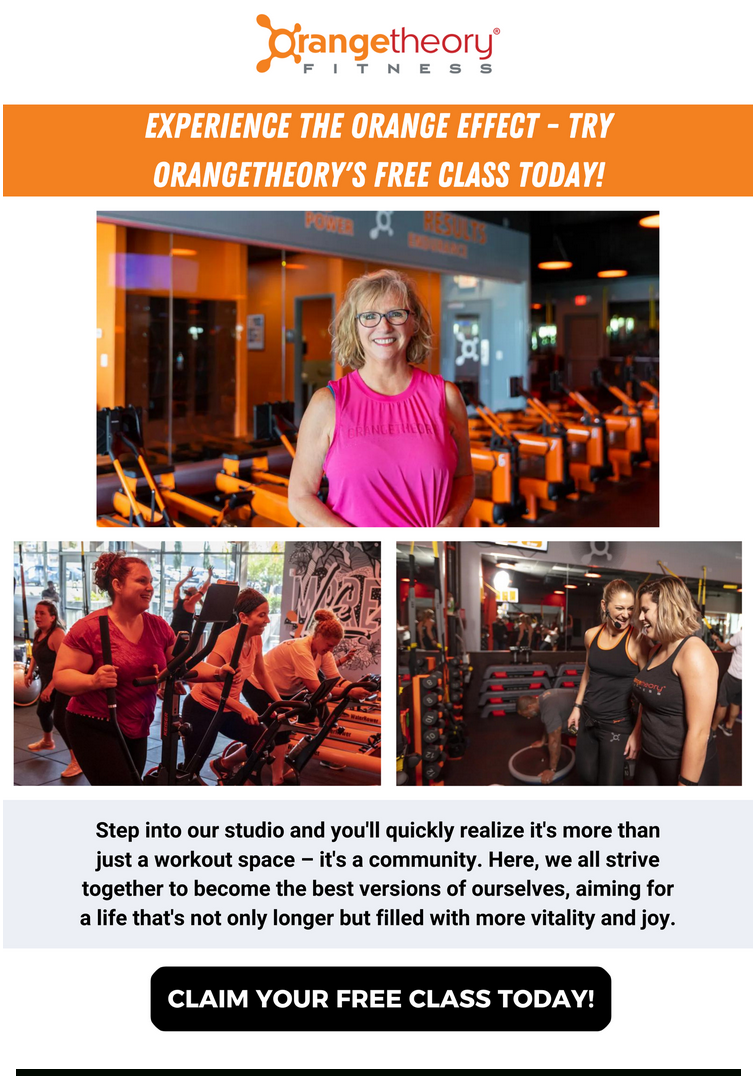 Orangetheory®
FITNESS
EXPERIENCE THE ORANGE EFFECT – TRY
ORANGETHEORY'S FREE CLASS TODAY!
POWER
RESULTS
ENDURANCE
ORANGETHEORY
Step into our studio and you'll quickly realize it's more than
just a workout space – it's a community. Here, we all strive
together to become the best versions of ourselves, aiming for
a life that's not only longer but filled with more vitality and joy.
CLAIM YOUR FREE CLASS TODAY!